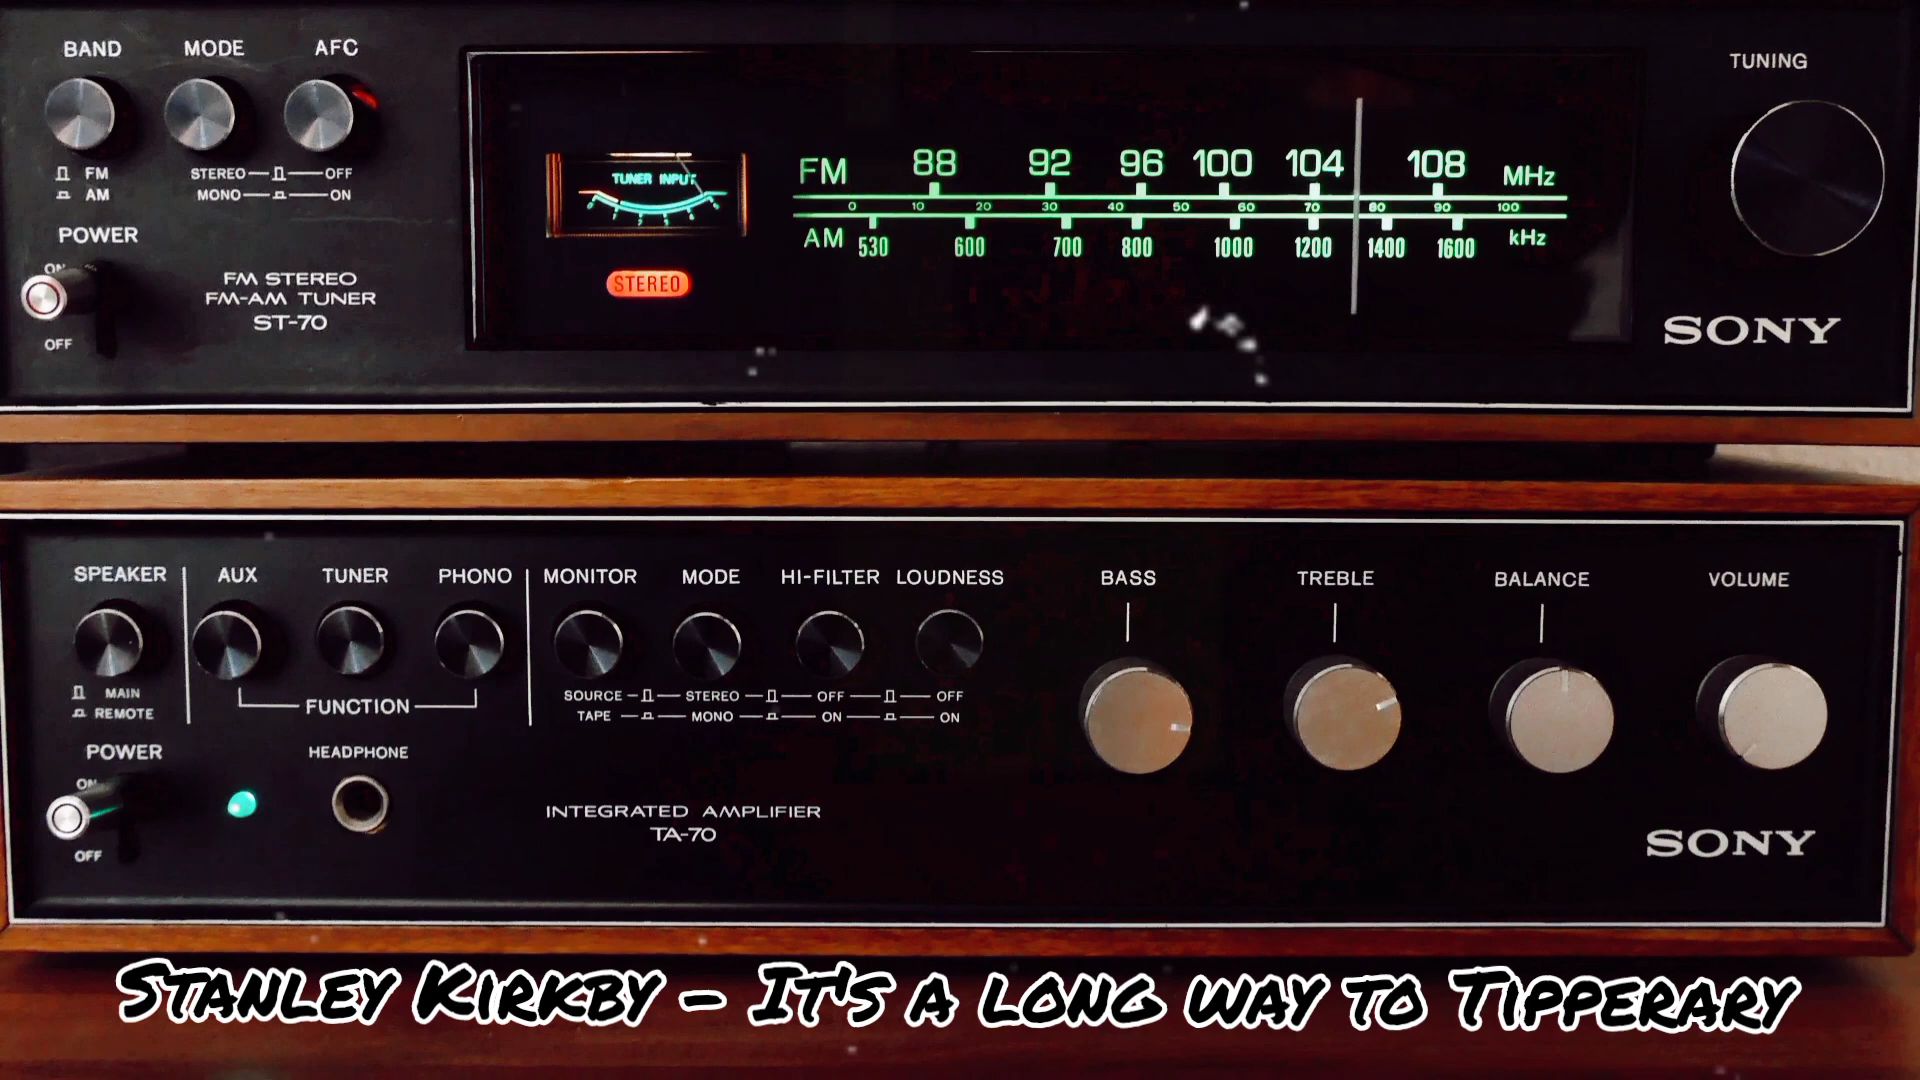 BAND MODE AFC
TUNING
FM STEREO OFF
AM MONO ON
POWER
ON
OFF
FM STEREO
FM-AM TUNER
ST-70
TUNER INPUT
STEREO
FM 88 92 96 100 104 108 MHz
0 10 20 30 40 50 60 70 80 90 100
AM 530 600 700 800 1000 1200 1400 1600 kHz
SONY
SPEAKER AUX TUNER PHONO MONITOR MODE HI-FILTER LOUDNESS BASS TREBLE BALANCE VOLUME
MAIN
REMOTE
FUNCTION
SOURCE STEREO OFF OFF
TAPE MONO ON ON
POWER
ON
OFF
HEADPHONE
INTEGRATED AMPLIFIER
TA-70
SONY
Stanley Kirkby - It's a long way to Tipperary